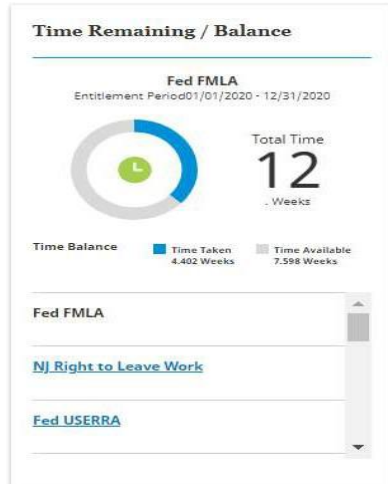 Time Remaining / Balance
Fed FMLA
Entitlement Period01/01/2020 - 12/31/2020
Total Time
12
. Weeks
Time Balance
Time Taken
4.402 Weeks
Time Available
7.598 Weeks
Fed FMLA
NJ Right to Leave Work
Fed USERRA